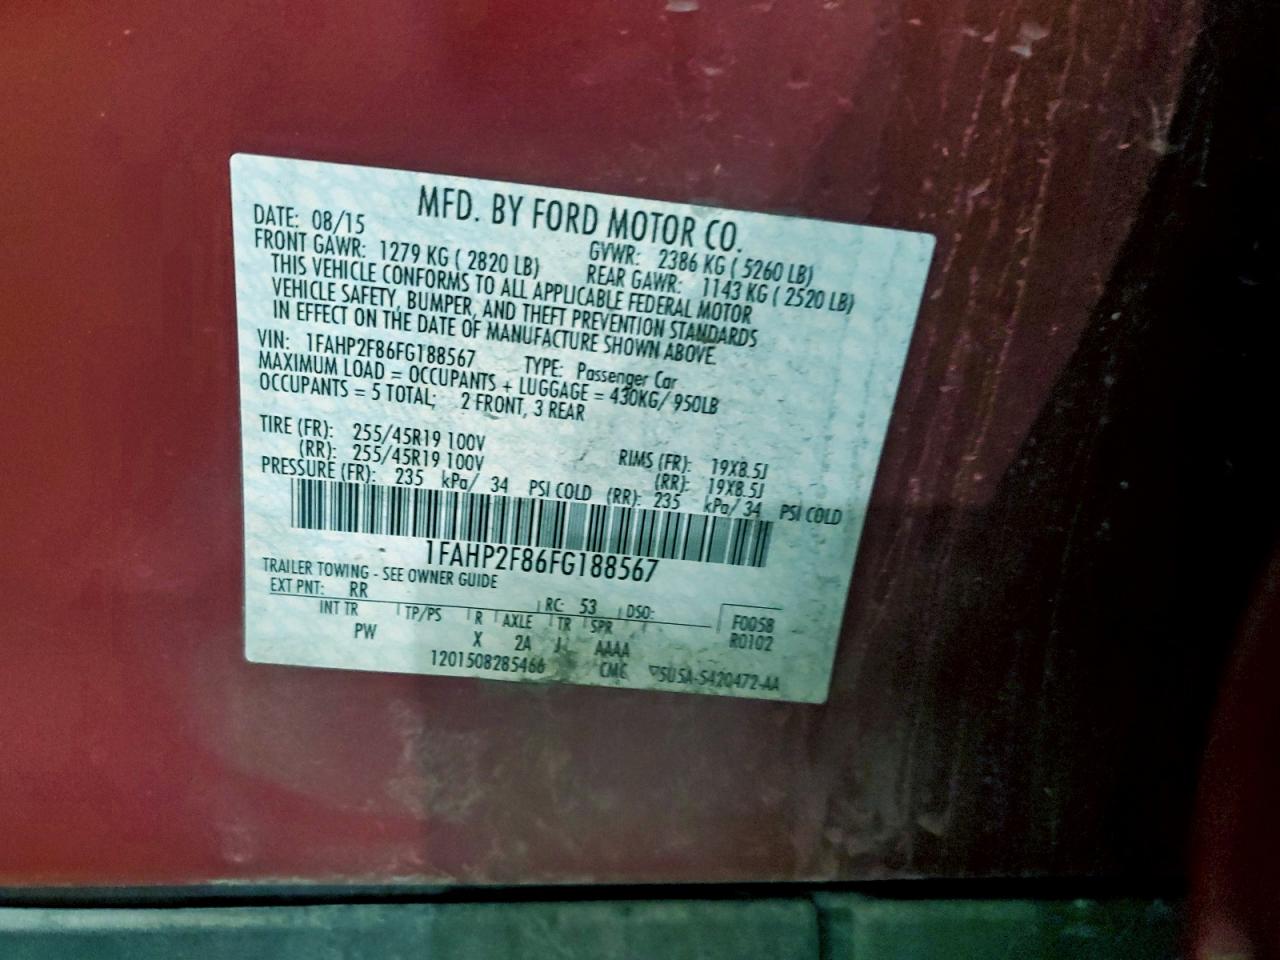 MFD. BY FORD MOTOR CO.
DATE: 08/15 GVWR: 2386 KG ( 5260 LB)
FRONT GAWR: 1279 KG ( 2820 LB) REAR GAWR: 1143 KG ( 2520 LB)
THIS VEHICLE CONFORMS TO ALL APPLICABLE FEDERAL MOTOR
VEHICLE SAFETY, BUMPER, AND THEFT PREVENTION STANDARDS
IN EFFECT ON THE DATE OF MANUFACTURE SHOWN ABOVE.
VIN: 1FAHP2F86FG188567 TYPE: Passenger Car
MAXIMUM LOAD = OCCUPANTS + LUGGAGE = 430KG/ 950LB
OCCUPANTS = 5 TOTAL; 2 FRONT, 3 REAR
TIRE (FR): 255/45R19 100V RIMS (FR): 19X8.5J
(RR): 255/45R19 100V (RR): 19X8.5J
PRESSURE (FR): 235 kPa/ 34 PSI COLD (RR): 235 kPa/ 34 PSI COLD
1FAHP2F86FG188567
TRAILER TOWING - SEE OWNER GUIDE
EXT PNT: RR RC: 53 DSO: F0058
INT TR TP/PS R AXLE TR SPR R0102
PW X 2A J AAAA
1201508285466 CMC 5U5A-5420472-AA